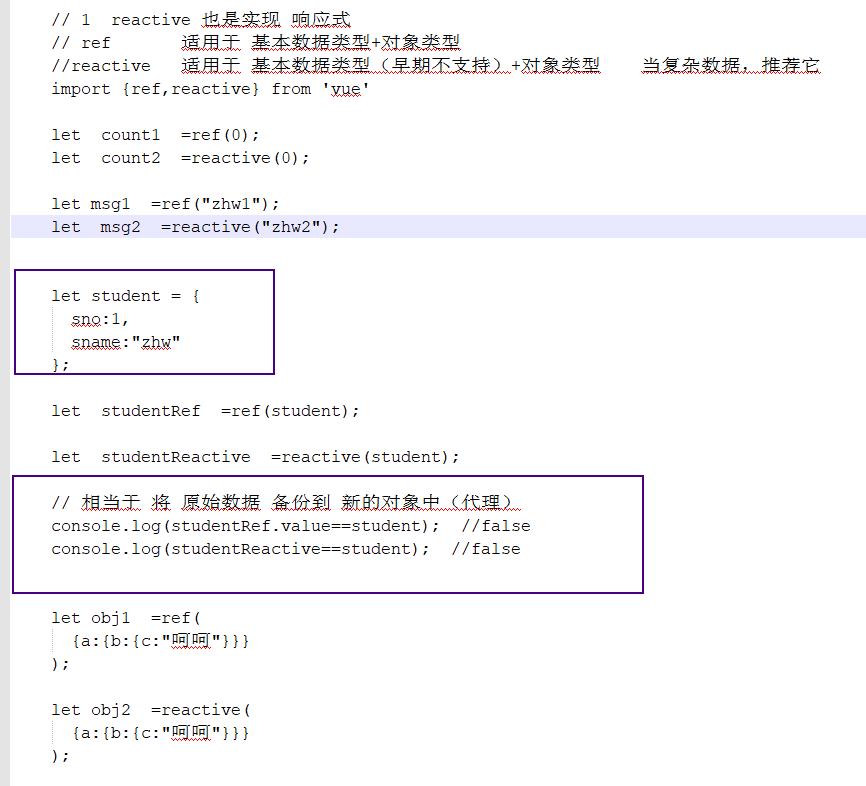 // 1  reactive 也是实现 响应式
// ref       适用于 基本数据类型+对象类型
//reactive   适用于 基本数据类型（早期不支持）+对象类型    当复杂数据，推荐它
import {ref,reactive} from 'vue'
let  count1  =ref(0);
let  count2  =reactive(0);
let msg1  =ref("zhw1");
let  msg2  =reactive("zhw2");
let student = {
  sno:1,
  sname:"zhw"
};
let  studentRef  =ref(student);
let  studentReactive  =reactive(student);
// 相当于 将 原始数据 备份到 新的对象中（代理）
console.log(studentRef.value==student);  //false
console.log(studentReactive==student);  //false
let obj1  =ref(
  {a:{b:{c:"呵呵"}}}
);
let obj2  =reactive(
  {a:{b:{c:"呵呵"}}}
);